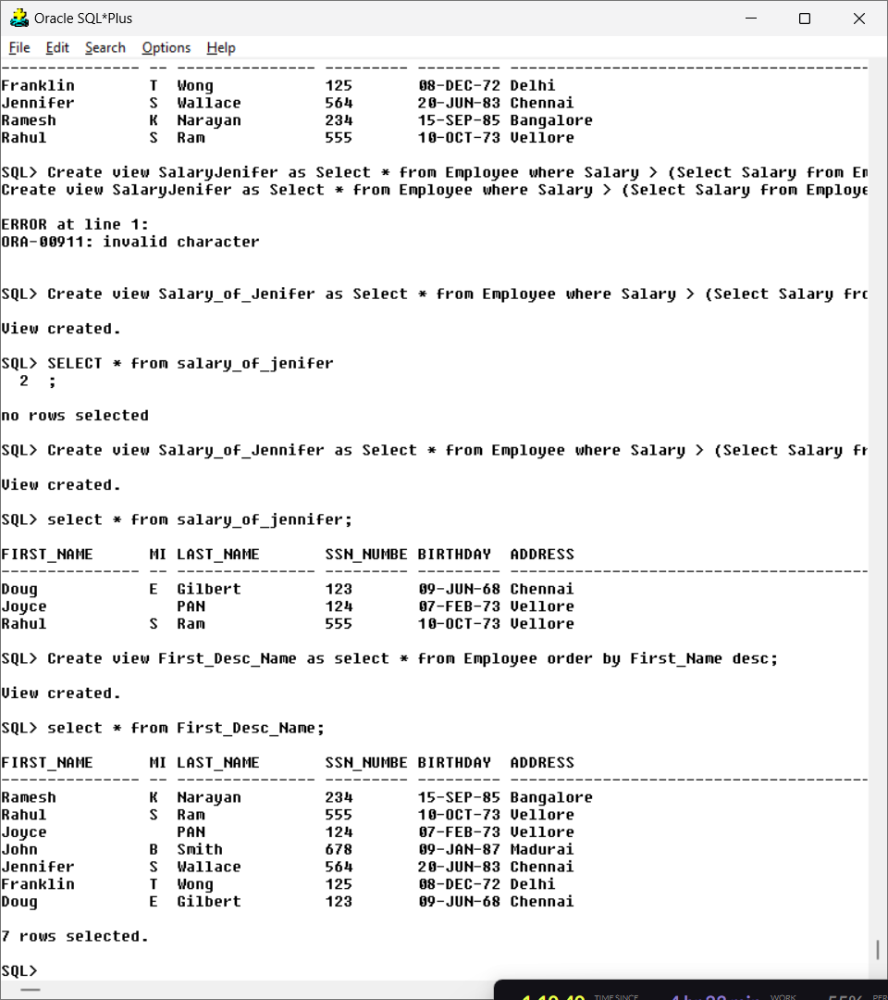 Oracle SQL*Plus
File Edit Search Options Help
--------------- -- --------------- --------- --------- ---------------------------------------
Franklin        T  Wong            125       08-DEC-72 Delhi
Jennifer        S  Wallace         564       20-JUN-83 Chennai
Ramesh          K  Narayan         234       15-SEP-85 Bangalore
Rahul           S  Ram             555       10-OCT-73 Vellore
SQL> Create view SalaryJenifer as Select * from Employee where Salary > (Select Salary from Em
Create view SalaryJenifer as Select * from Employee where Salary > (Select Salary from Employe
ERROR at line 1:
ORA-00911: invalid character
SQL> Create view Salary_of_Jenifer as Select * from Employee where Salary > (Select Salary fro
View created.
SQL> SELECT * from salary_of_jenifer
  2  ;
no rows selected
SQL> Create view Salary_of_Jennifer as Select * from Employee where Salary > (Select Salary fr
View created.
SQL> select * from salary_of_jennifer;
FIRST_NAME      MI LAST_NAME       SSN_NUMBE BIRTHDAY  ADDRESS
--------------- -- --------------- --------- --------- ---------------------------------------
Doug            E  Gilbert         123       09-JUN-68 Chennai
Joyce              PAN             124       07-FEB-73 Vellore
Rahul           S  Ram             555       10-OCT-73 Vellore
SQL> Create view First_Desc_Name as select * from Employee order by First_Name desc;
View created.
SQL> select * from First_Desc_Name;
FIRST_NAME      MI LAST_NAME       SSN_NUMBE BIRTHDAY  ADDRESS
--------------- -- --------------- --------- --------- ---------------------------------------
Ramesh          K  Narayan         234       15-SEP-85 Bangalore
Rahul           S  Ram             555       10-OCT-73 Vellore
Joyce              PAN             124       07-FEB-73 Vellore
John            B  Smith           678       09-JAN-87 Madurai
Jennifer        S  Wallace         564       20-JUN-83 Chennai
Franklin        T  Wong            125       08-DEC-72 Delhi
Doug            E  Gilbert         123       09-JUN-68 Chennai
7 rows selected.
SQL>
TIME SINCE WORK